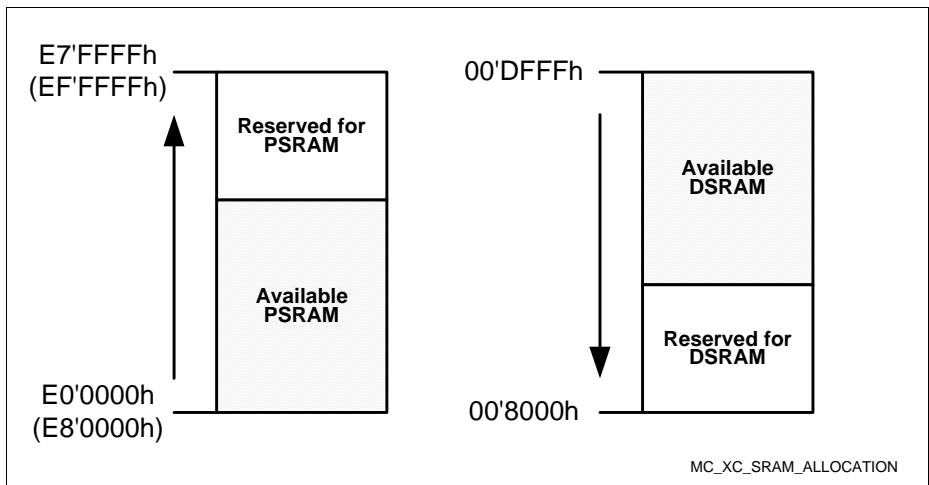 E7'FFFFh
(EF'FFFFh)
Reserved for
PSRAM
Available
PSRAM
E0'0000h
(E8'0000h)
00'DFFFh
Available
DSRAM
Reserved for
DSRAM
00'8000h
MC_XC_SRAM_ALLOCATION